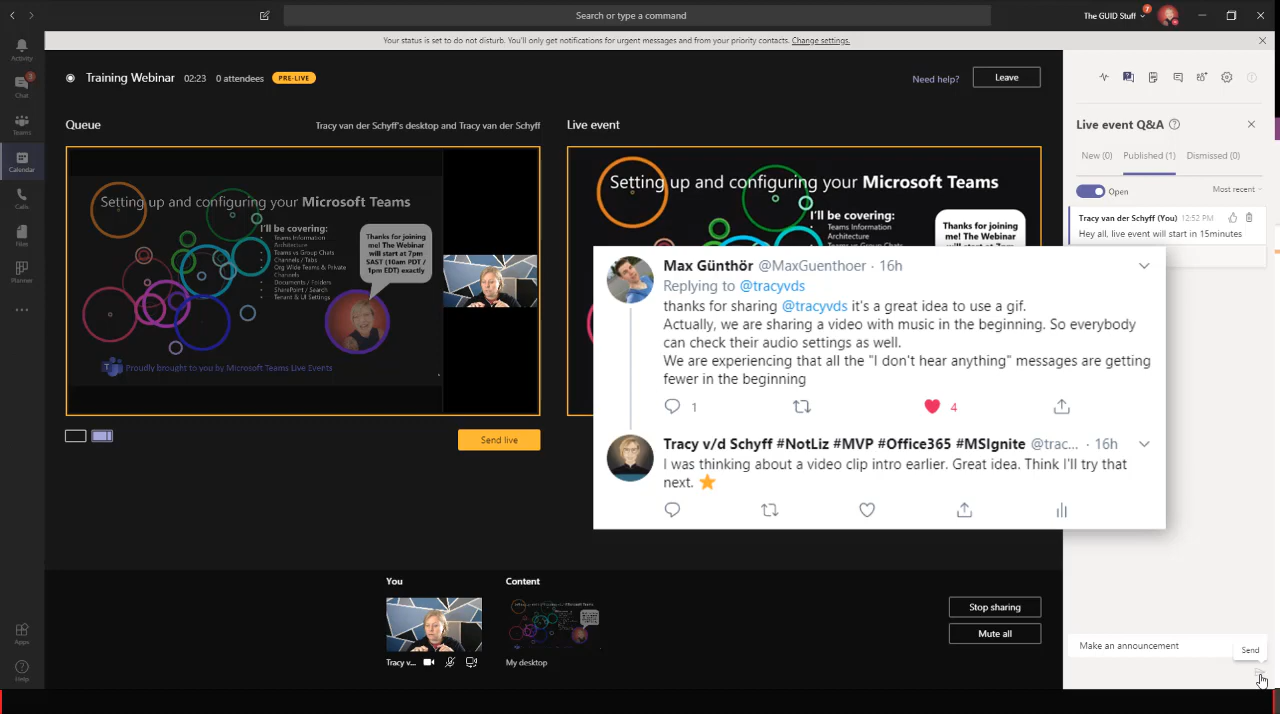 Search or type a command
The GUID Stuff
7
Your status is set to do not disturb. You'll only get notifications for urgent messages and from your priority contacts. Change settings.
Activity
Chat
3
Teams
Calendar
Calls
Files
Planner
Apps
Help
Training Webinar 02:23 0 attendees PRE-LIVE
Need help?
Leave
Queue
Tracy van der Schyff's desktop and Tracy van der Schyff
Live event
Setting up and configuring your Microsoft Teams
I'll be covering:
Teams Information
Architecture
Teams vs Group Chats
Channels / Tabs
Org Wide Teams & Private
Channels
Documents / Folders
SharePoint / Search
Tenant & UI Settings
Thanks for joining
me! The Webinar
will start at 7pm
SAST (10am PDT /
1pm EDT) exactly
Proudly brought to you by Microsoft Teams Live Events
Setting up and configuring your Microsoft Teams
I'll be covering:
Teams Information
Architecture
Teams vs Group Chats
Thanks for joining
me! The Webinar
will start at 7pm
Send live
Max Günthör @MaxGuenthoer · 16h
Replying to @tracyvds
thanks for sharing @tracyvds it's a great idea to use a gif.
Actually, we are sharing a video with music in the beginning. So everybody
can check their audio settings as well.
We are experiencing that all the "I don't hear anything" messages are getting
fewer in the beginning
1
4
Tracy v/d Schyff #NotLiz #MVP #Office365 #MSIgnite @trac... · 16h
I was thinking about a video clip intro earlier. Great idea. Think I'll try that
next.
You
Tracy v...
Content
My desktop
Stop sharing
Mute all
Live event Q&A
New (0) Published (1) Dismissed (0)
Open
Most recent
Tracy van der Schyff (You) 12:52 PM
Hey all, live event will start in 15minutes
Make an announcement
Send